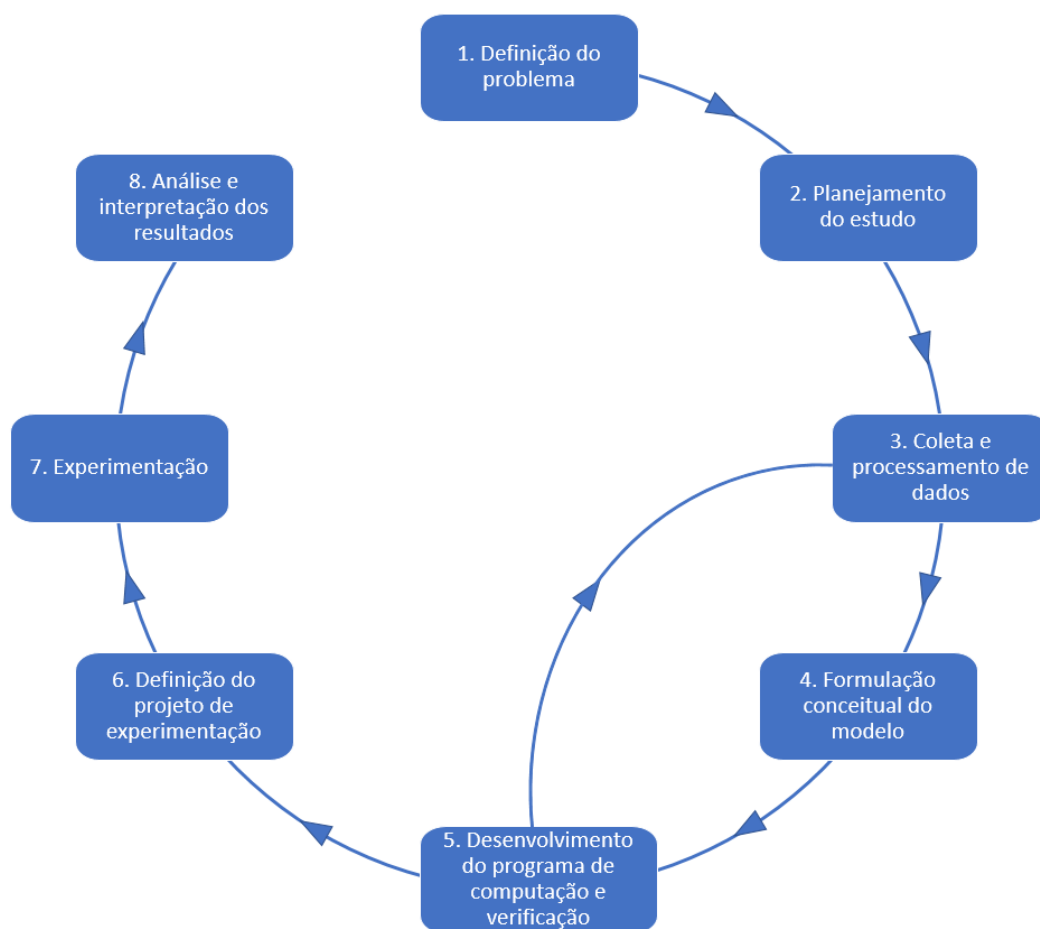 1. Definição do
problema
2. Planejamento
do estudo
3. Coleta e
processamento de
dados
4. Formulação
conceitual do
modelo
5. Desenvolvimento
do programa de
computação e
verificação
6. Definição do
projeto de
experimentação
7. Experimentação
8. Análise e
interpretação dos
resultados